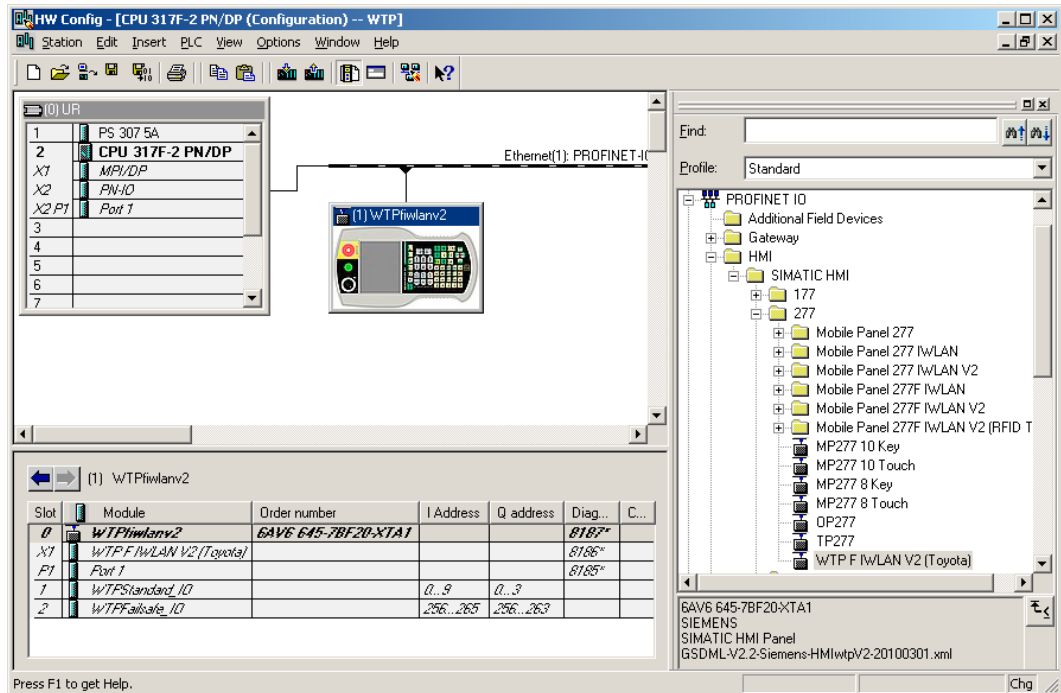 HW Config - [CPU 317F-2 PN/DP (Configuration) -- WTP]
Station Edit Insert PLC View Options Window Help
(0) UR
1 PS 307 5A
2 CPU 317F-2 PN/DP
X1 MPI/DP
X2 PN-IO
X2 P1 Port 1
3
4
5
6
7
Ethernet(1): PROFINET-IO
(1) WTPfiwlanv2
Find:
Profile: Standard
PROFINET IO
Additional Field Devices
Gateway
HMI
SIMATIC HMI
177
277
Mobile Panel 277
Mobile Panel 277 IWLAN
Mobile Panel 277 IWLAN V2
Mobile Panel 277F IWLAN
Mobile Panel 277F IWLAN V2
Mobile Panel 277F IWLAN V2 (RFID T
MP277 10 Key
MP277 10 Touch
MP277 8 Key
MP277 8 Touch
OP277
TP277
WTP F IWLAN V2 (Toyota)
(1) WTPfiwlanv2
Slot Module Order number I Address Q address Diag... C...
0 WTPfiwlanv2 6AV6 645-7BF20-XTA1 8187*
X1 WTP F IWLAN V2 (Toyota) 8186*
P1 Port 1 8185*
1 WTPStandard_IO 0...9 0...3
2 WTPFailsafe_IO 256...265 256...263
6AV6 645-7BF20-XTA1
SIEMENS
SIMATIC HMI Panel
GSDML-V2.2-Siemens-HMIwtpV2-20100301.xml
Press F1 to get Help.
Chg